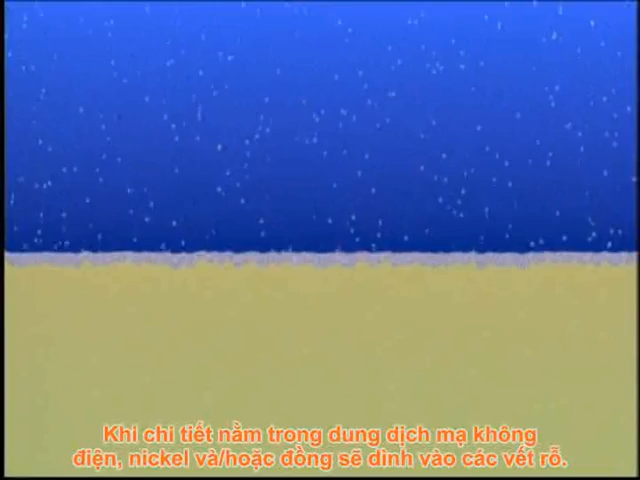 Khi chi tiết nằm trong dung dịch mạ không
điện, nickel và/hoặc đồng sẽ dình vào các vết rỗ.